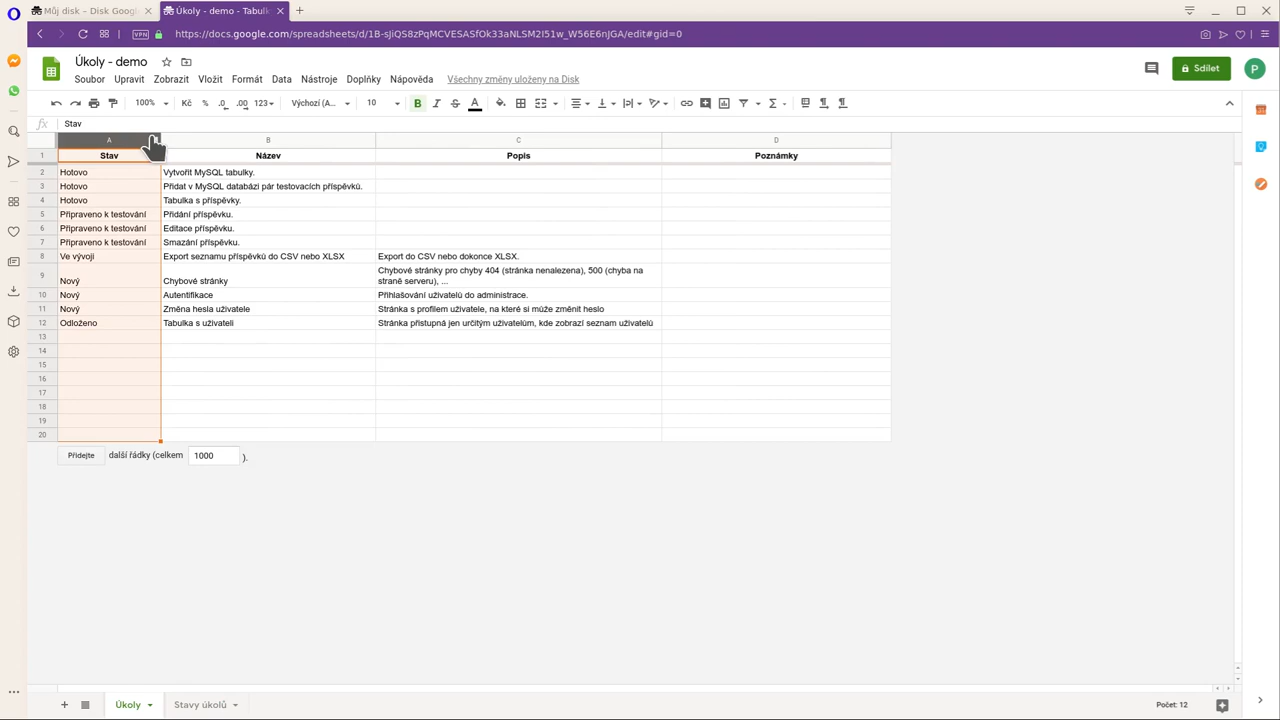 Můj disk – Disk Googl
Úkoly - demo - Tabulk
VPN
https://docs.google.com/spreadsheets/d/1B-sJiQS8zPqMCVESASfOk33aNLSM2I51w_W56E6nJGA/edit#gid=0
Úkoly - demo
Soubor Upravit Zobrazit Vložit Formát Data Nástroje Doplňky Nápověda Všechny změny uloženy na Disk
Sdílet
P
100% Kč % .0 .00 123 Výchozí (A... 10 B I S A
fx Stav
A B C D
1 Stav Název Popis Poznámky
2 Hotovo Vytvořit MySQL tabulky.
3 Hotovo Přidat v MySQL databázi pár testovacích příspěvků.
4 Hotovo Tabulka s příspěvky.
5 Připraveno k testování Přidání příspěvku.
6 Připraveno k testování Editace příspěvku.
7 Připraveno k testování Smazání příspěvku.
8 Ve vývoji Export seznamu příspěvků do CSV nebo XLSX Export do CSV nebo dokonce XLSX.
9 Nový Chybové stránky Chybové stránky pro chyby 404 (stránka nenalezena), 500 (chyba na
straně serveru), ...
10 Nový Autentifikace Přihlašování uživatelů do administrace.
11 Nový Změna hesla uživatele Stránka s profilem uživatele, na které si může změnit heslo
12 Odloženo Tabulka s uživateli Stránka přístupná jen určitým uživatelům, kde zobrazí seznam uživatelů
13
14
15
16
17
18
19
20
Přidejte další řádky (celkem 1000 ).
Úkoly Stavy úkolů
Počet: 12